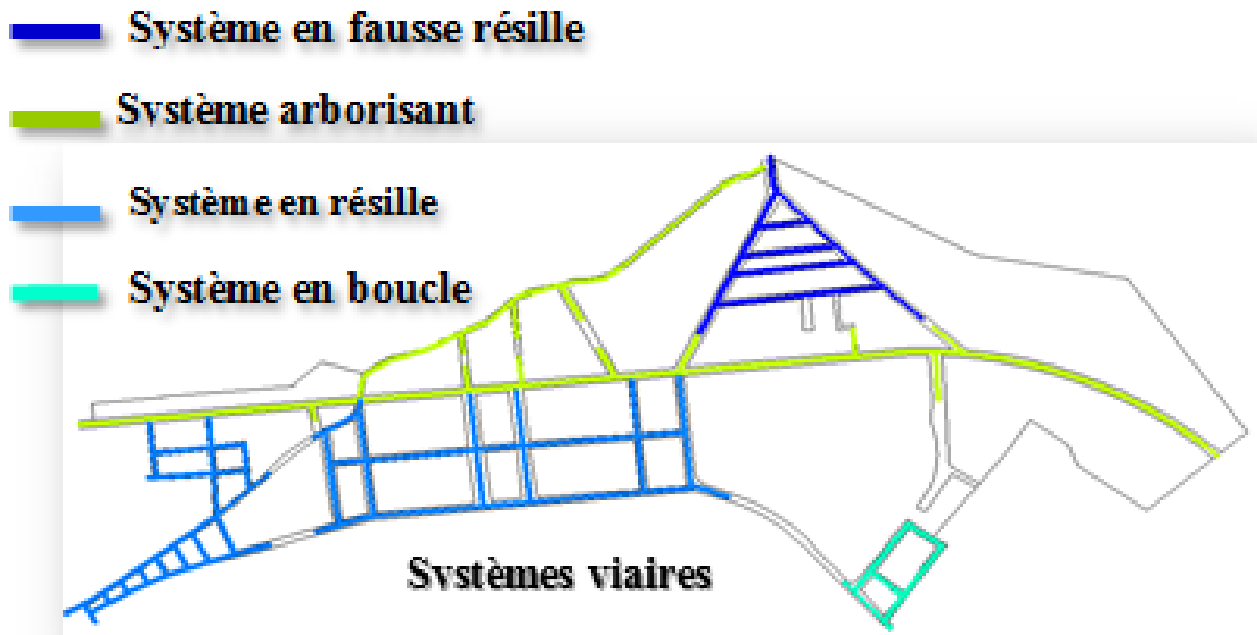 Système en fausse résille
Système arborisant
Système en résille
Système en boucle
Systèmes viaires